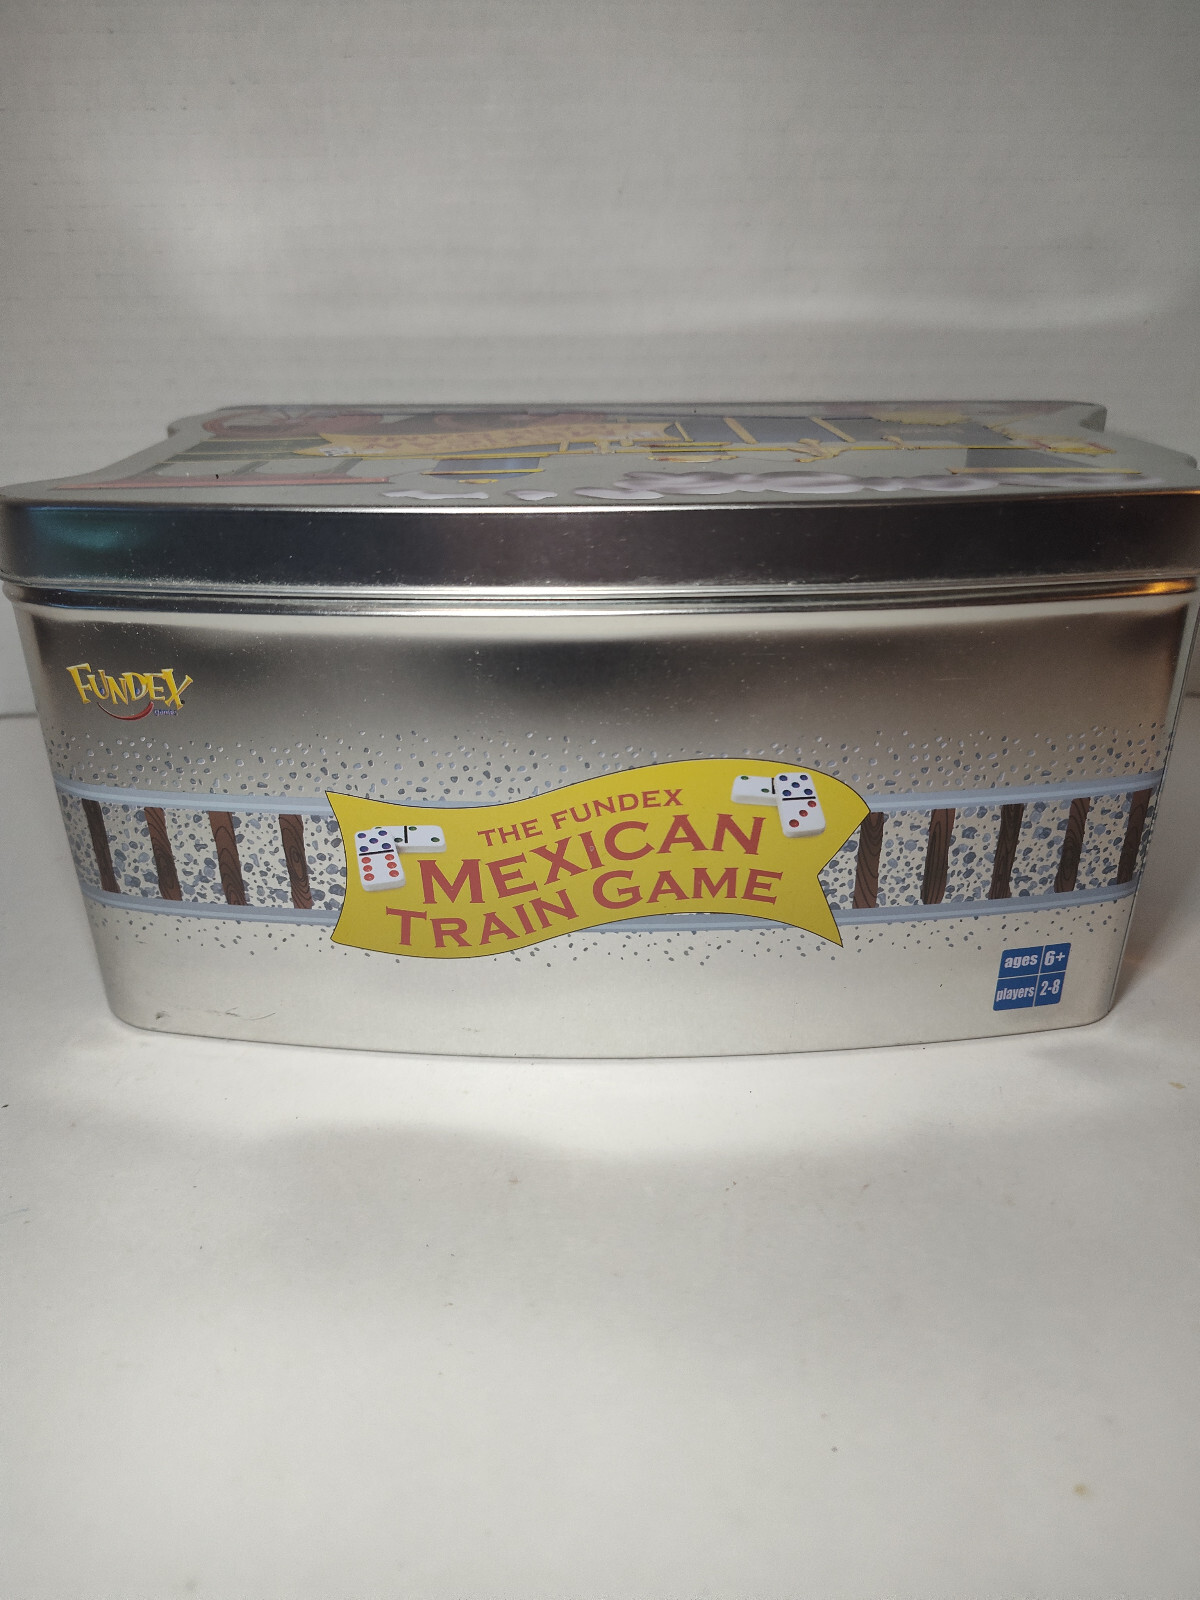 FUNDEX
THE FUNDEX
MEXICAN
TRAIN GAME
ages 6+
players 2-8